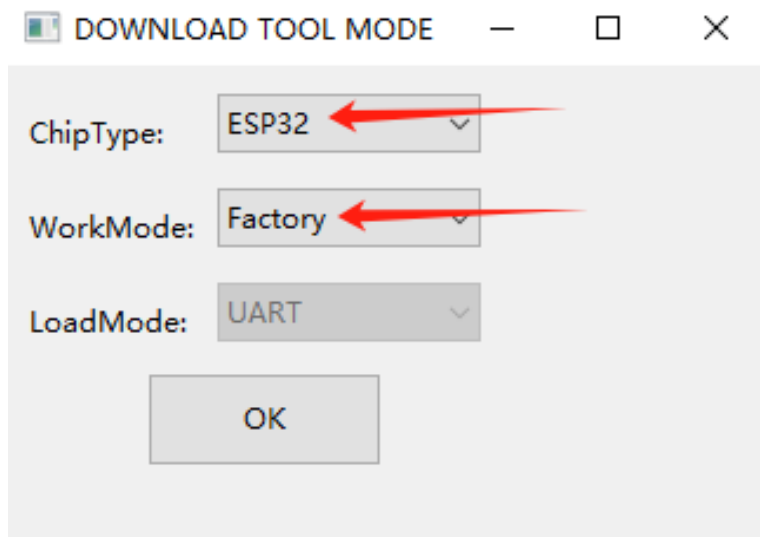 DOWNLOAD TOOL MODE
ChipType: ESP32
WorkMode: Factory
LoadMode: UART
OK